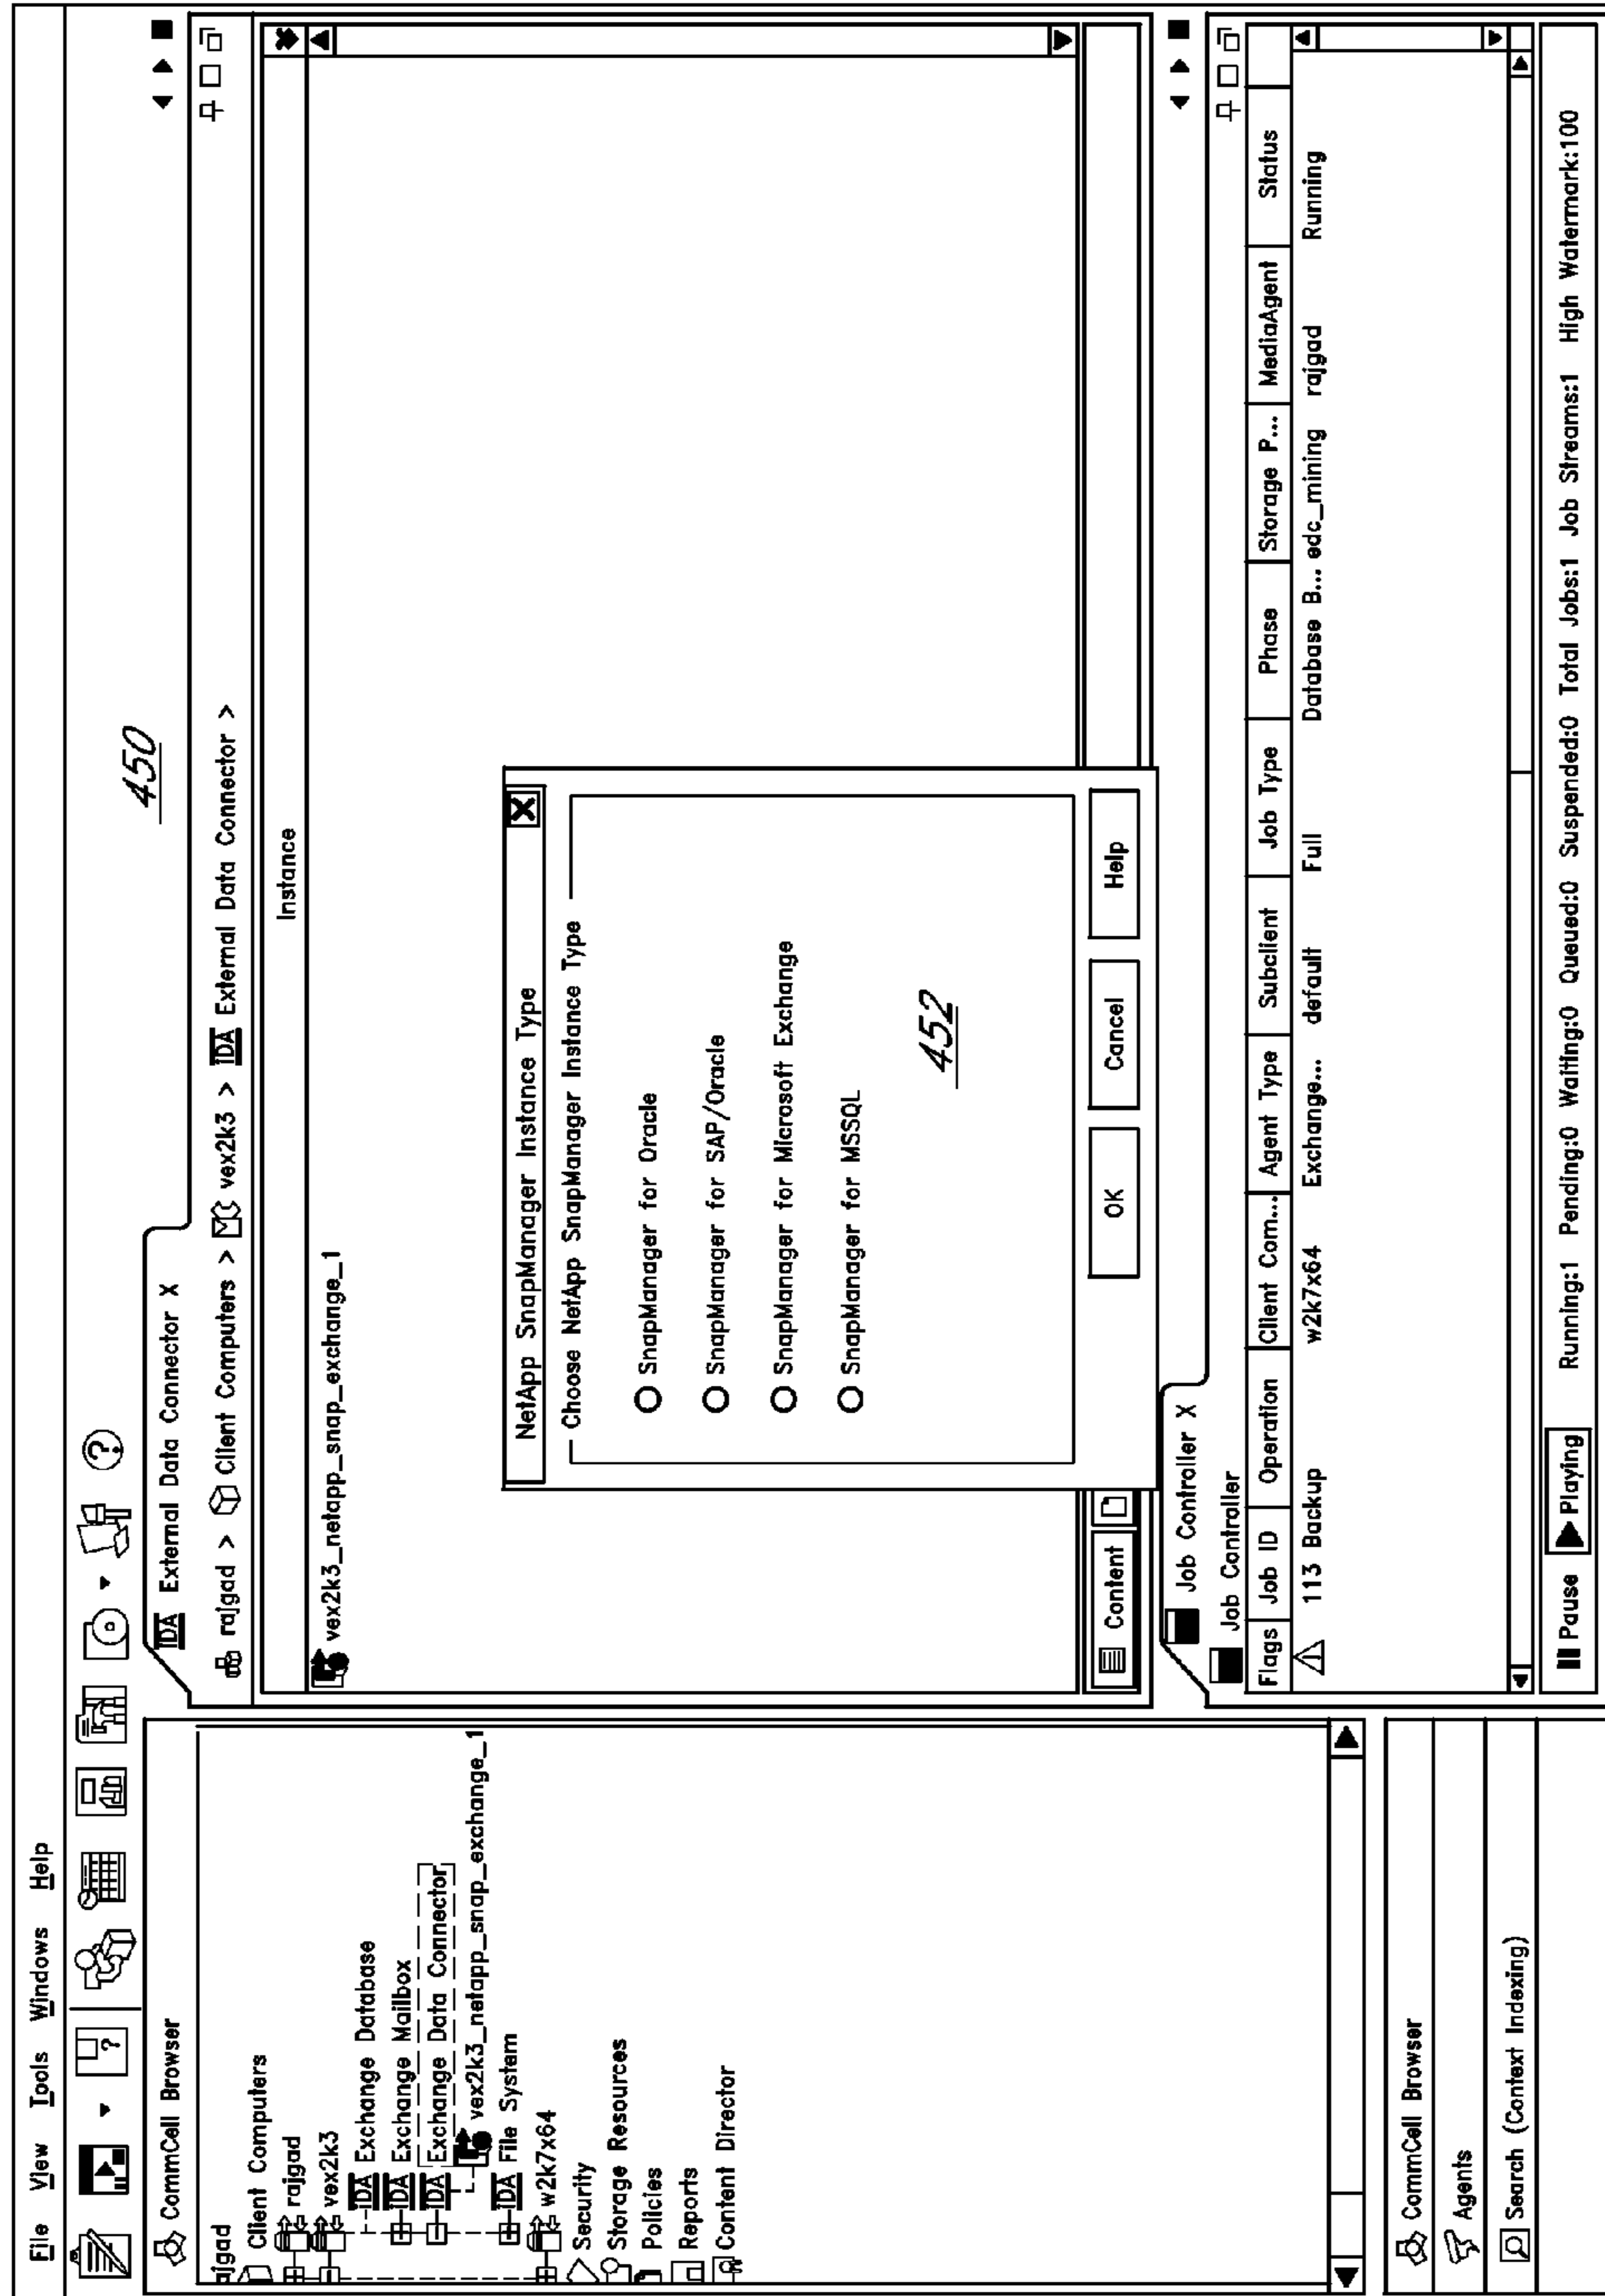 File View Tools Windows Help
450
CommCell Browser
rajgad
Client Computers
rajgad
vex2k3
iDA Exchange Database
iDA Exchange Mailbox
iDA Exchange Data Connector
vex2k3_netapp_snap_exchange_1
iDA File System
w2k7x64
Security
Storage Resources
Policies
Reports
Content Director
CommCell Browser
Agents
Search (Context Indexing)
iDA External Data Connector X
rajgad > Client Computers > vex2k3 > iDA External Data Connector >
Instance
vex2k3_netapp_snap_exchange_1
NetApp SnapManager Instance Type
Choose NetApp SnapManager Instance Type
SnapManager for Oracle
SnapManager for SAP/Oracle
SnapManager for Microsoft Exchange
SnapManager for MSSQL
452
OK Cancel Help
Content
Job Controller X
Job Controller
Flags Job ID Operation Client Com... Agent Type Subclient Job Type Phase Storage P... MediaAgent Status
113 Backup w2k7x64 Exchange... default Full Database B... edc_mining rajgad Running
Pause Playing Running:1 Pending:0 Waiting:0 Queued:0 Suspended:0 Total Jobs:1 Job Streams:1 High Watermark:100